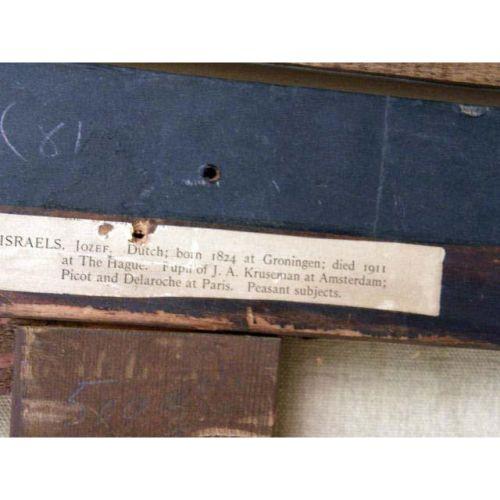 ISRAELS. Jozef. Dutch; born 1824 at Groningen; died 1911
at The Hague. Pupil of J. A. Kruseman at Amsterdam;
Picot and Delaroche at Paris. Peasant subjects.